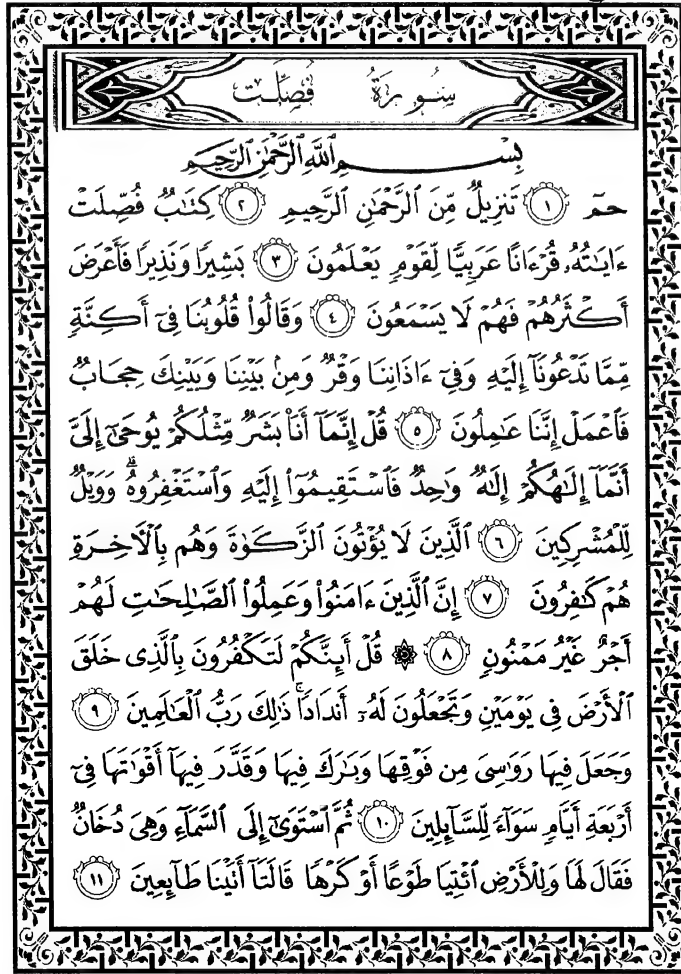 سُورَةُ فُصِّلَت
بِسْمِ ٱللَّهِ ٱلرَّحْمَٰنِ ٱلرَّحِيمِ
حمٓ ١ تَنزِيلٌ مِّنَ ٱلرَّحْمَٰنِ ٱلرَّحِيمِ ٢ كِتَٰبٌ فُصِّلَتْ
ءَايَٰتُهُۥ قُرْءَانًا عَرَبِيًّا لِّقَوْمٍ يَعْلَمُونَ ٣ بَشِيرًا وَنَذِيرًا فَأَعْرَضَ
أَكْثَرُهُمْ فَهُمْ لَا يَسْمَعُونَ ٤ وَقَالُوا۟ قُلُوبُنَا فِىٓ أَكِنَّةٍ
مِّمَّا تَدْعُونَآ إِلَيْهِ وَفِىٓ ءَاذَانِنَا وَقْرٌ وَمِنۢ بَيْنِنَا وَبَيْنِكَ حِجَابٌ
فَٱعْمَلْ إِنَّنَا عَٰمِلُونَ ٥ قُلْ إِنَّمَآ أَنَا۠ بَشَرٌ مِّثْلُكُمْ يُوحَىٰٓ إِلَىَّ
أَنَّمَآ إِلَٰهُكُمْ إِلَٰهٌ وَٰحِدٌ فَٱسْتَقِيمُوٓا۟ إِلَيْهِ وَٱسْتَغْفِرُوهُ ۗ وَوَيْلٌ
لِّلْمُشْرِكِينَ ٦ ٱلَّذِينَ لَا يُؤْتُونَ ٱلزَّكَوٰةَ وَهُم بِٱلْءَاخِرَةِ
هُمْ كَٰفِرُونَ ٧ إِنَّ ٱلَّذِينَ ءَامَنُوا۟ وَعَمِلُوا۟ ٱلصَّٰلِحَٰتِ لَهُمْ
أَجْرٌ غَيْرُ مَمْنُونٍ ٨ ۞ قُلْ أَئِنَّكُمْ لَتَكْفُرُونَ بِٱلَّذِى خَلَقَ
ٱلْأَرْضَ فِى يَوْمَيْنِ وَتَجْعَلُونَ لَهُۥٓ أَندَادًا ۚ ذَٰلِكَ رَبُّ ٱلْعَٰلَمِينَ ٩
وَجَعَلَ فِيهَا رَوَٰسِىَ مِن فَوْقِهَا وَبَٰرَكَ فِيهَا وَقَدَّرَ فِيهَآ أَقْوَٰتَهَا فِىٓ
أَرْبَعَةِ أَيَّامٍ سَوَآءً لِّلسَّآئِلِينَ ١٠ ثُمَّ ٱسْتَوَىٰٓ إِلَى ٱلسَّمَآءِ وَهِىَ دُخَانٌ
فَقَالَ لَهَا وَلِلْأَرْضِ ٱئْتِيَا طَوْعًا أَوْ كَرْهًا قَالَتَآ أَتَيْنَا طَآئِعِينَ ١١